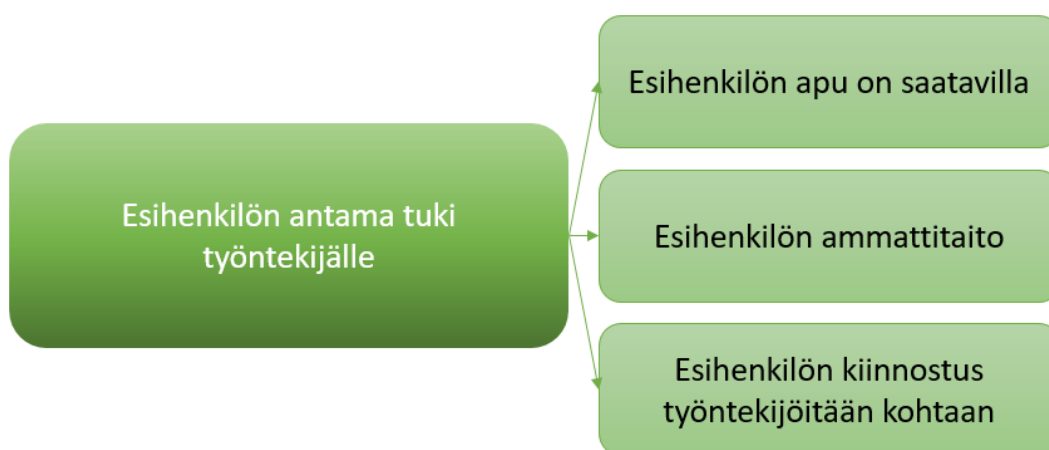 Esihenkilön antama tuki
työntekijälle
Esihenkilön apu on saatavilla
Esihenkilön ammattitaito
Esihenkilön kiinnostus
työntekijöitään kohtaan